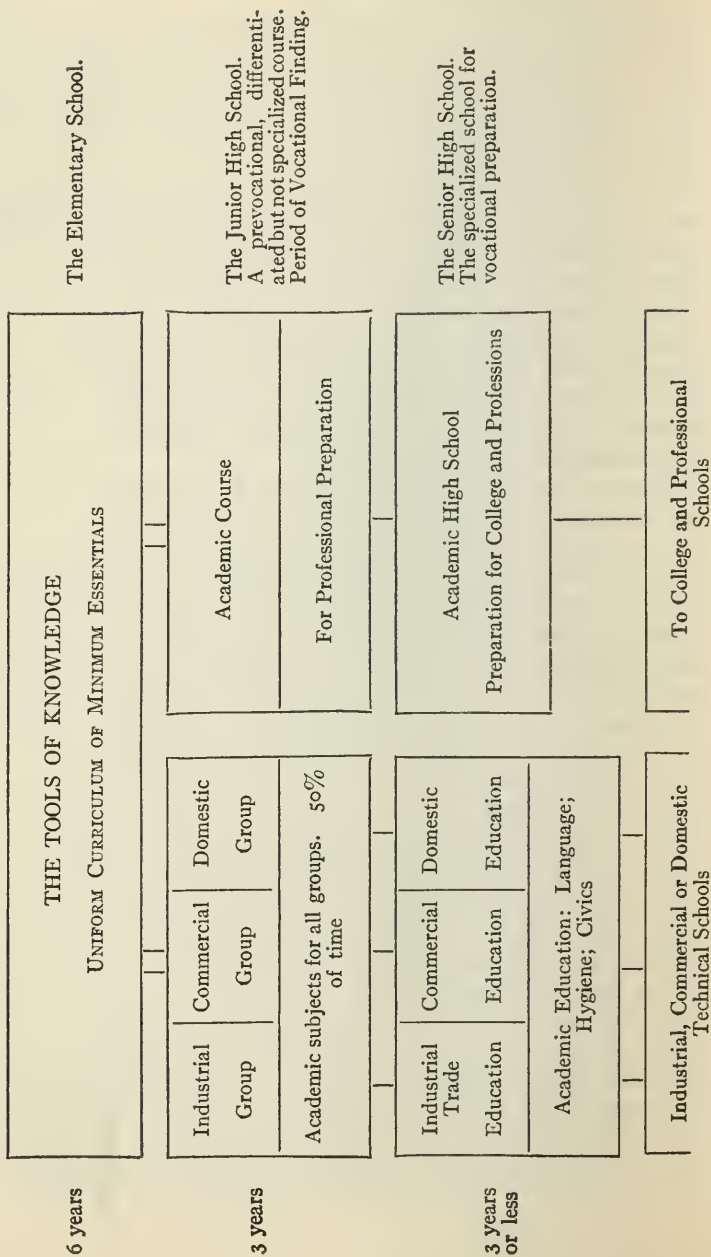 6 years
THE TOOLS OF KNOWLEDGE
UNIFORM CURRICULUM OF MINIMUM ESSENTIALS
The Elementary School.
3 years
Industrial
Group
Commercial
Group
Domestic
Group
Academic subjects for all groups. 50%
of time
Academic Course
For Professional Preparation
The Junior High School.
A prevocational, differenti-
ated but not specialized course.
Period of Vocational Finding.
3 years
or less
Industrial
Trade
Education
Commercial
Education
Domestic
Education
Academic Education: Language;
Hygiene; Civics
Academic High School
Preparation for College and Professions
The Senior High School.
The specialized school for
vocational preparation.
Industrial, Commercial or Domestic
Technical Schools
To College and Professional
Schools